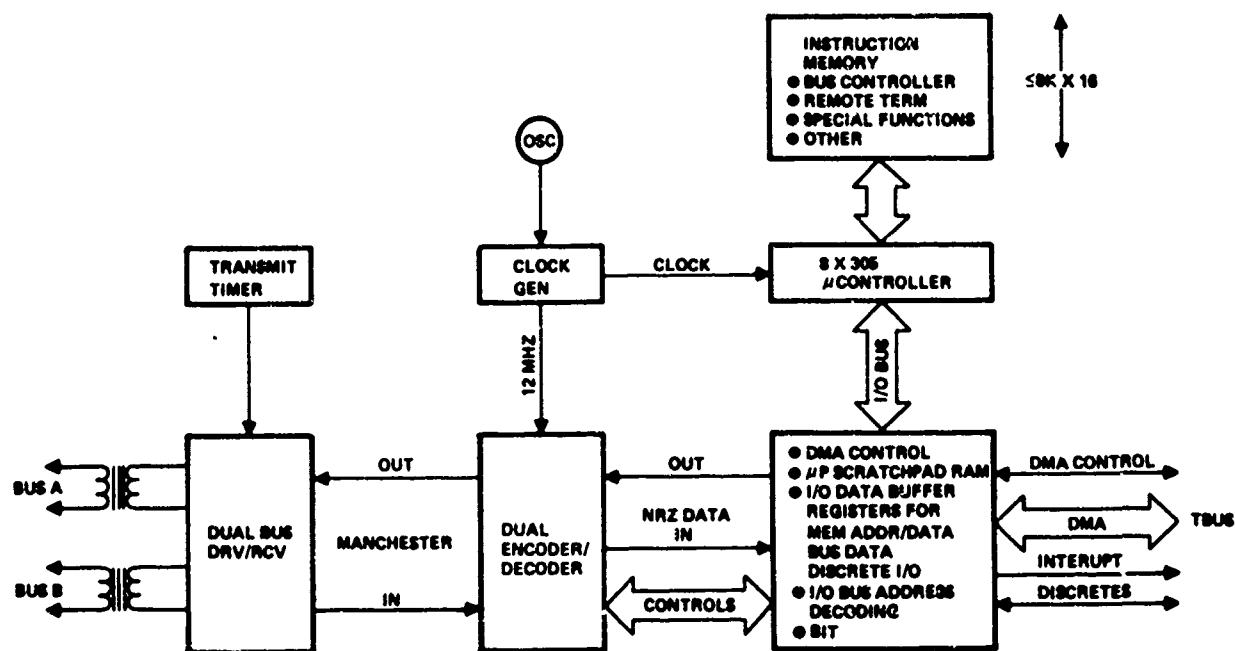 INSTRUCTION
MEMORY
● BUS CONTROLLER
● REMOTE TERM
● SPECIAL FUNCTIONS
● OTHER
≤8K X 16
OSC
TRANSMIT
TIMER
CLOCK
GEN
CLOCK
8 X 305
μCONTROLLER
12 MHZ
I/O BUS
BUS A
BUS B
DUAL BUS
DRV/RCV
OUT
MANCHESTER
IN
DUAL
ENCODER/
DECODER
OUT
NRZ DATA
IN
CONTROLS
● DMA CONTROL
● μP SCRATCHPAD RAM
● I/O DATA BUFFER
REGISTERS FOR
MEM ADDR/DATA
BUS DATA
DISCRETE I/O
● I/O BUS ADDRESS
DECODING
● BIT
DMA CONTROL
DMA
TBUS
INTERUPT
DISCRETES